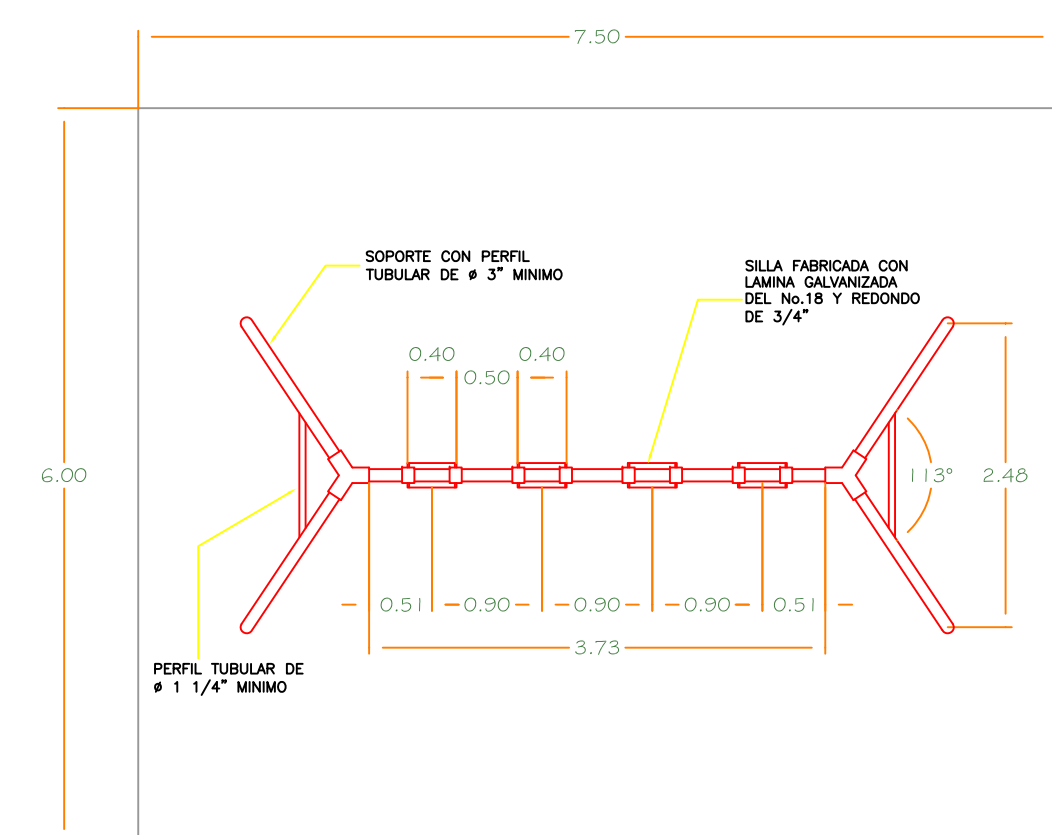 7.50
SOPORTE CON PERFIL
TUBULAR DE ø 3" MINIMO
SILLA FABRICADA CON
LAMINA GALVANIZADA
DEL No.18 Y REDONDO
DE 3/4"
0.40
0.50
0.40
6.00
113°
2.48
0.51
0.90
0.90
0.90
0.51
3.73
PERFIL TUBULAR DE
ø 1 1/4" MINIMO